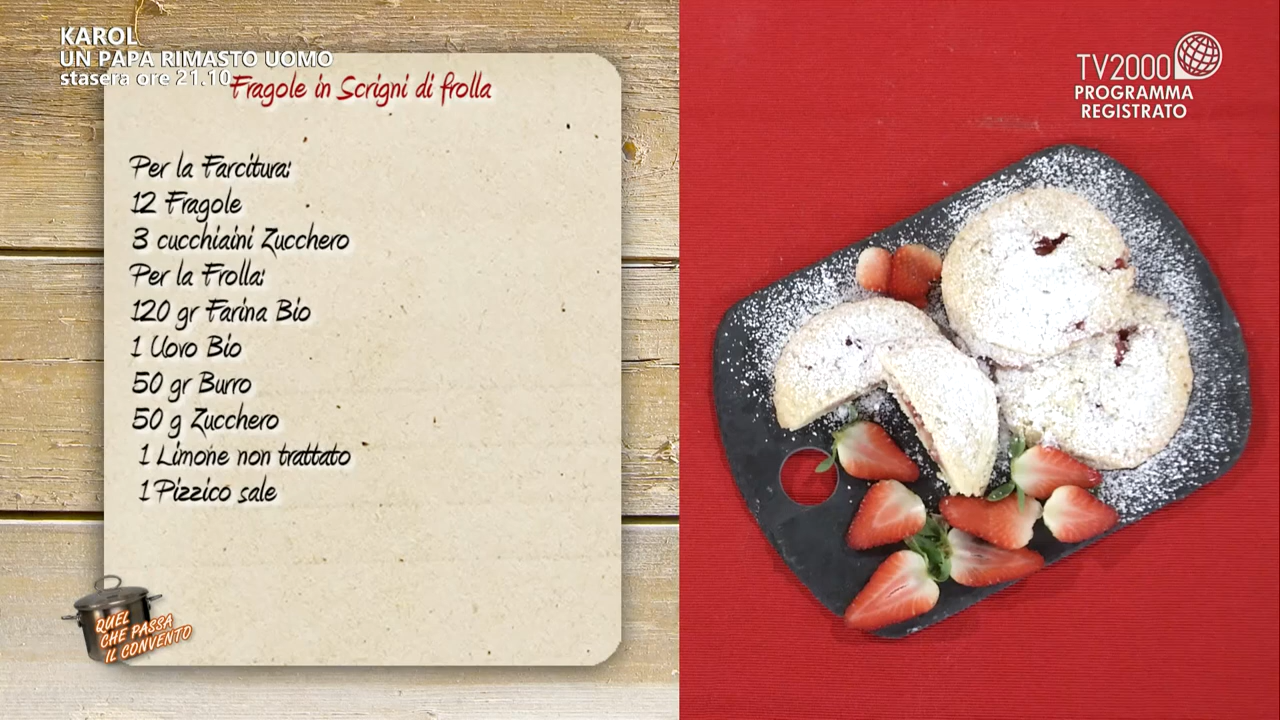 KAROL
UN PAPA RIMASTO UOMO
stasera ore 21.10
Fragole in Scrigni di frolla
Per la Farcitura:
12 Fragole
3 cucchiaini Zucchero
Per la Frolla:
120 gr Farina Bio
1 Uovo Bio
50 gr Burro
50 g Zucchero
1 Limone non trattato
1 Pizzico sale
QUEL
CHE PASSA
IL CONVENTO
TV2000
PROGRAMMA
REGISTRATO